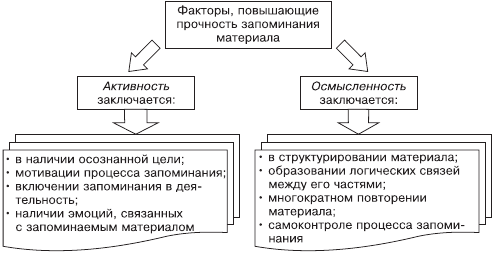 Факторы, повышающие
прочность запоминания
материала
Активность
заключается:
• в наличии осознанной цели;
• мотивации процесса запоминания;
• включении запоминания в дея-
тельность;
• наличии эмоций, связанных
с запоминаемым материалом
Осмысленность
заключается:
• в структурировании материала;
• образовании логических связей
между его частями;
• многократном повторении
материала;
• самоконтроле процесса запоми-
нания